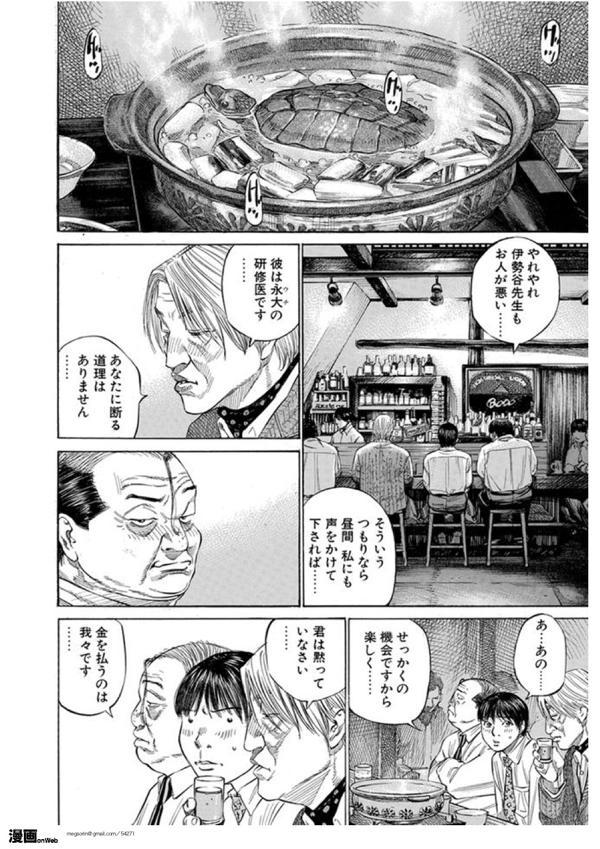 グツ…
グツ…
グツ…
グツ…
やれやれ
伊勢谷先生も
お人が悪い……
そういう
つもりなら
昼間 私にも
声をかけて
下されば……
彼は永大の
ウチ
研修医です
……
あなたに断る
道理は
ありません
……
あ…あの…
せっかくの
機会ですから
楽しく……
君は黙って
いなさい
……
金を払うのは
我々です
……
漫画 on Web